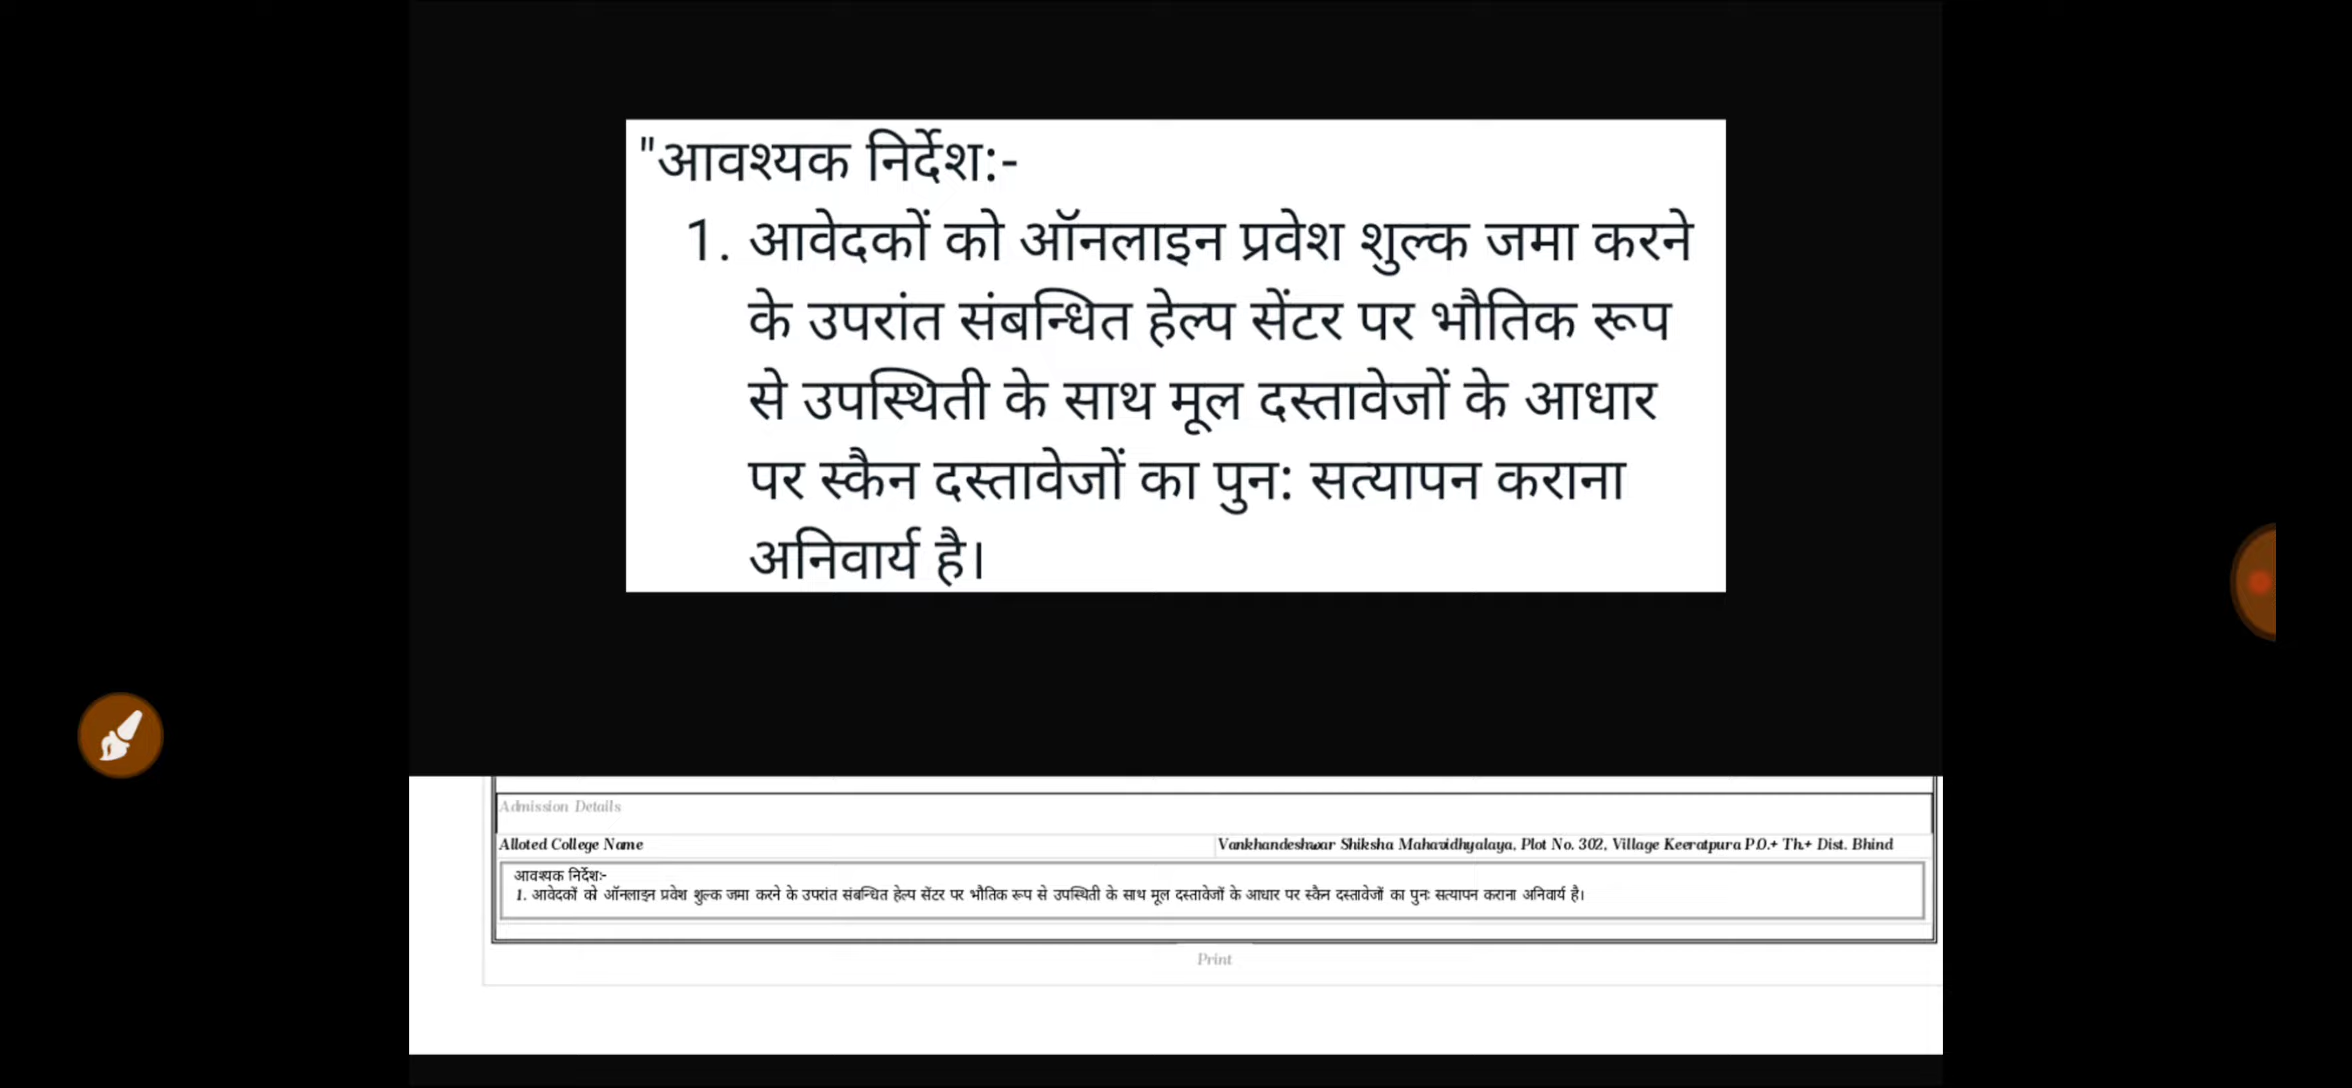 "आवश्यक निर्देश:-
1. आवेदकों को ऑनलाइन प्रवेश शुल्क जमा करने
के उपरांत संबन्धित हेल्प सेंटर पर भौतिक रूप
से उपस्थिती के साथ मूल दस्तावेजों के आधार
पर स्कैन दस्तावेजों का पुन: सत्यापन कराना
अनिवार्य है।
Admission Details
Alloted College Name Vankhandeshwar Shiksha Mahavidhyalaya, Plot No. 302, Village Keeratpura P.O.+ Th.+ Dist. Bhind
आवश्यक निर्देश:-
1. आवेदकों को ऑनलाइन प्रवेश शुल्क जमा करने के उपरांत संबन्धित हेल्प सेंटर पर भौतिक रूप से उपस्थिती के साथ मूल दस्तावेजों के आधार पर स्कैन दस्तावेजों का पुनः सत्यापन कराना अनिवार्य है।
Print